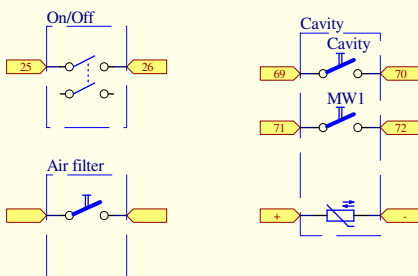 On/Off
25 26
Air filter
Cavity
Cavity
69 70
MW1
71 72
+ -